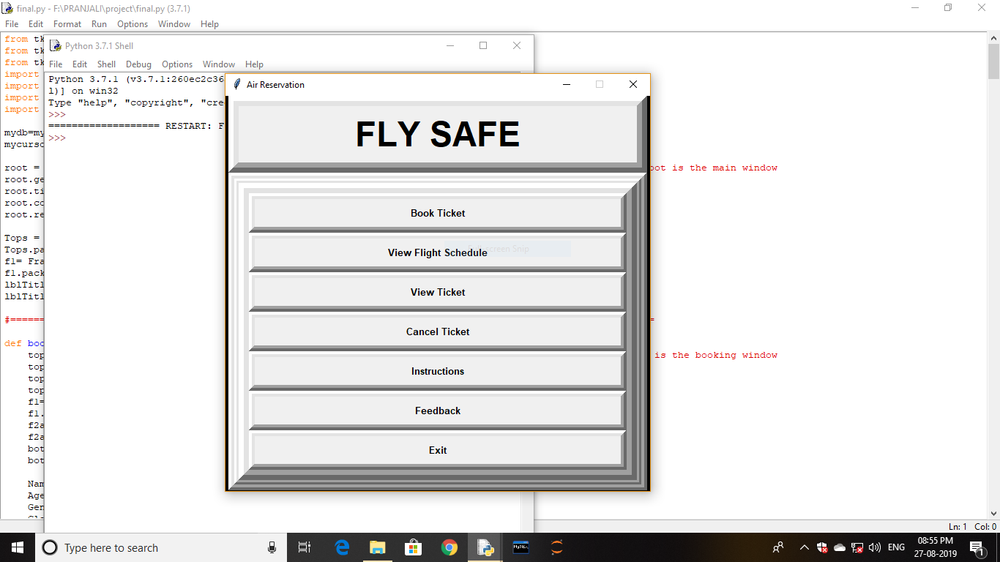 final.py - F:\PRANJALI\project\final.py (3.7.1)
File Edit Format Run Options Window Help
from tk
from tk
from tk
import
import
import
import
mydb=my
mycurso
root =
oot is the main window
root.ge
root.ti
root.co
root.re
Tops =
Tops.pa
f1= Fra
f1.pack
lblTitl
lblTitl
def boo
top
is the booking window
top
top
top
f1=
f1.
f2a
f2a
bot
bot
Nam
Age
Gen
Python 3.7.1 Shell
File Edit Shell Debug Options Window Help
Python 3.7.1 (v3.7.1:260ec2c36
l)] on win32
Type "help", "copyright", "cre
>>>
=================== RESTART: F
>>>
Air Reservation
FLY SAFE
Book Ticket
View Flight Schedule
View Ticket
Cancel Ticket
Instructions
Feedback
Exit
Ln: 1 Col: 0
Type here to search
ENG
08:55 PM
27-08-2019
1